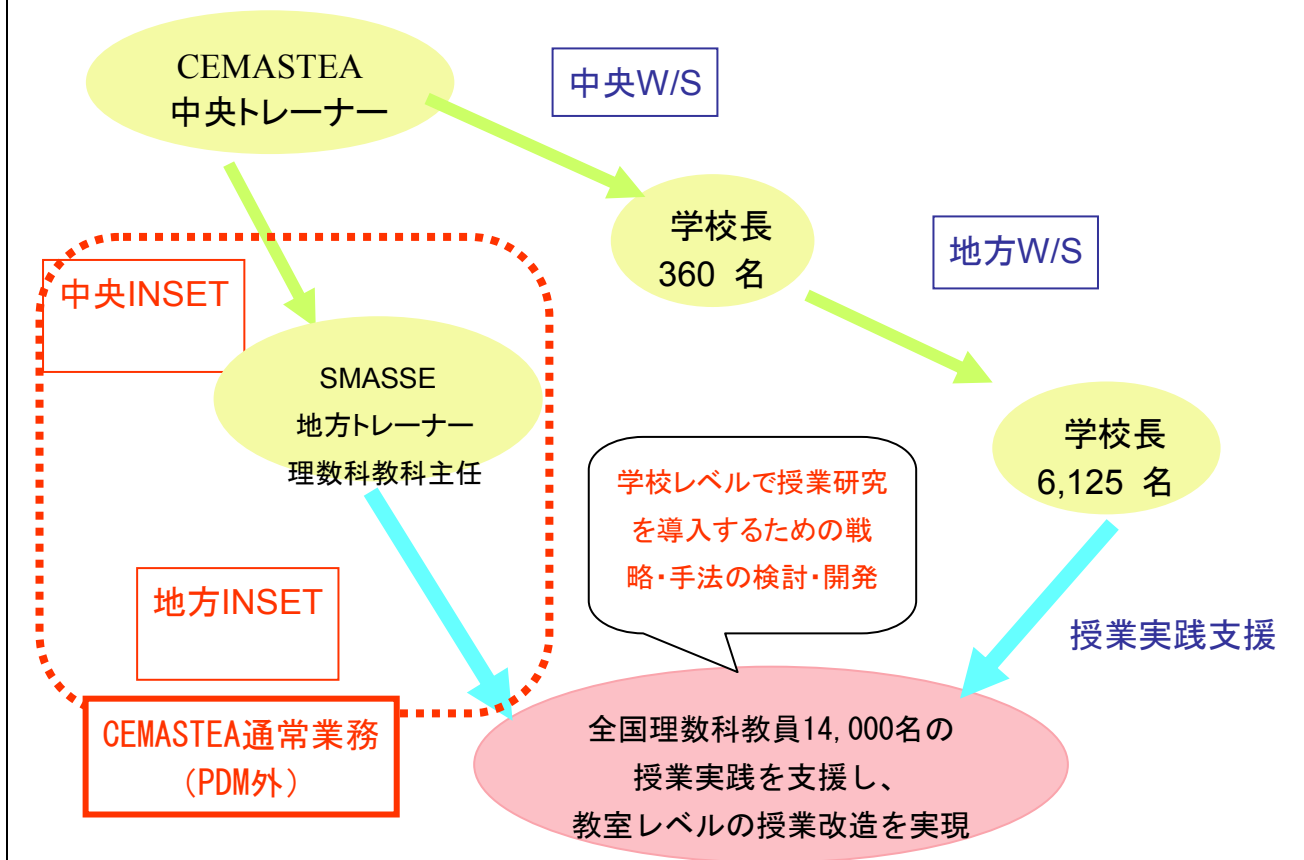 CEMASTEA
中央トレーナー
中央W/S
学校長
360 名
地方W/S
中央INSET
SMASSE
地方トレーナー
理数科教科主任
学校長
6,125 名
学校レベルで授業研究
を導入するための戦
略・手法の検討・開発
地方INSET
授業実践支援
CEMASTEA通常業務
（PDM外）
全国理数科教員14,000名の
授業実践を支援し、
教室レベルの授業改造を実現